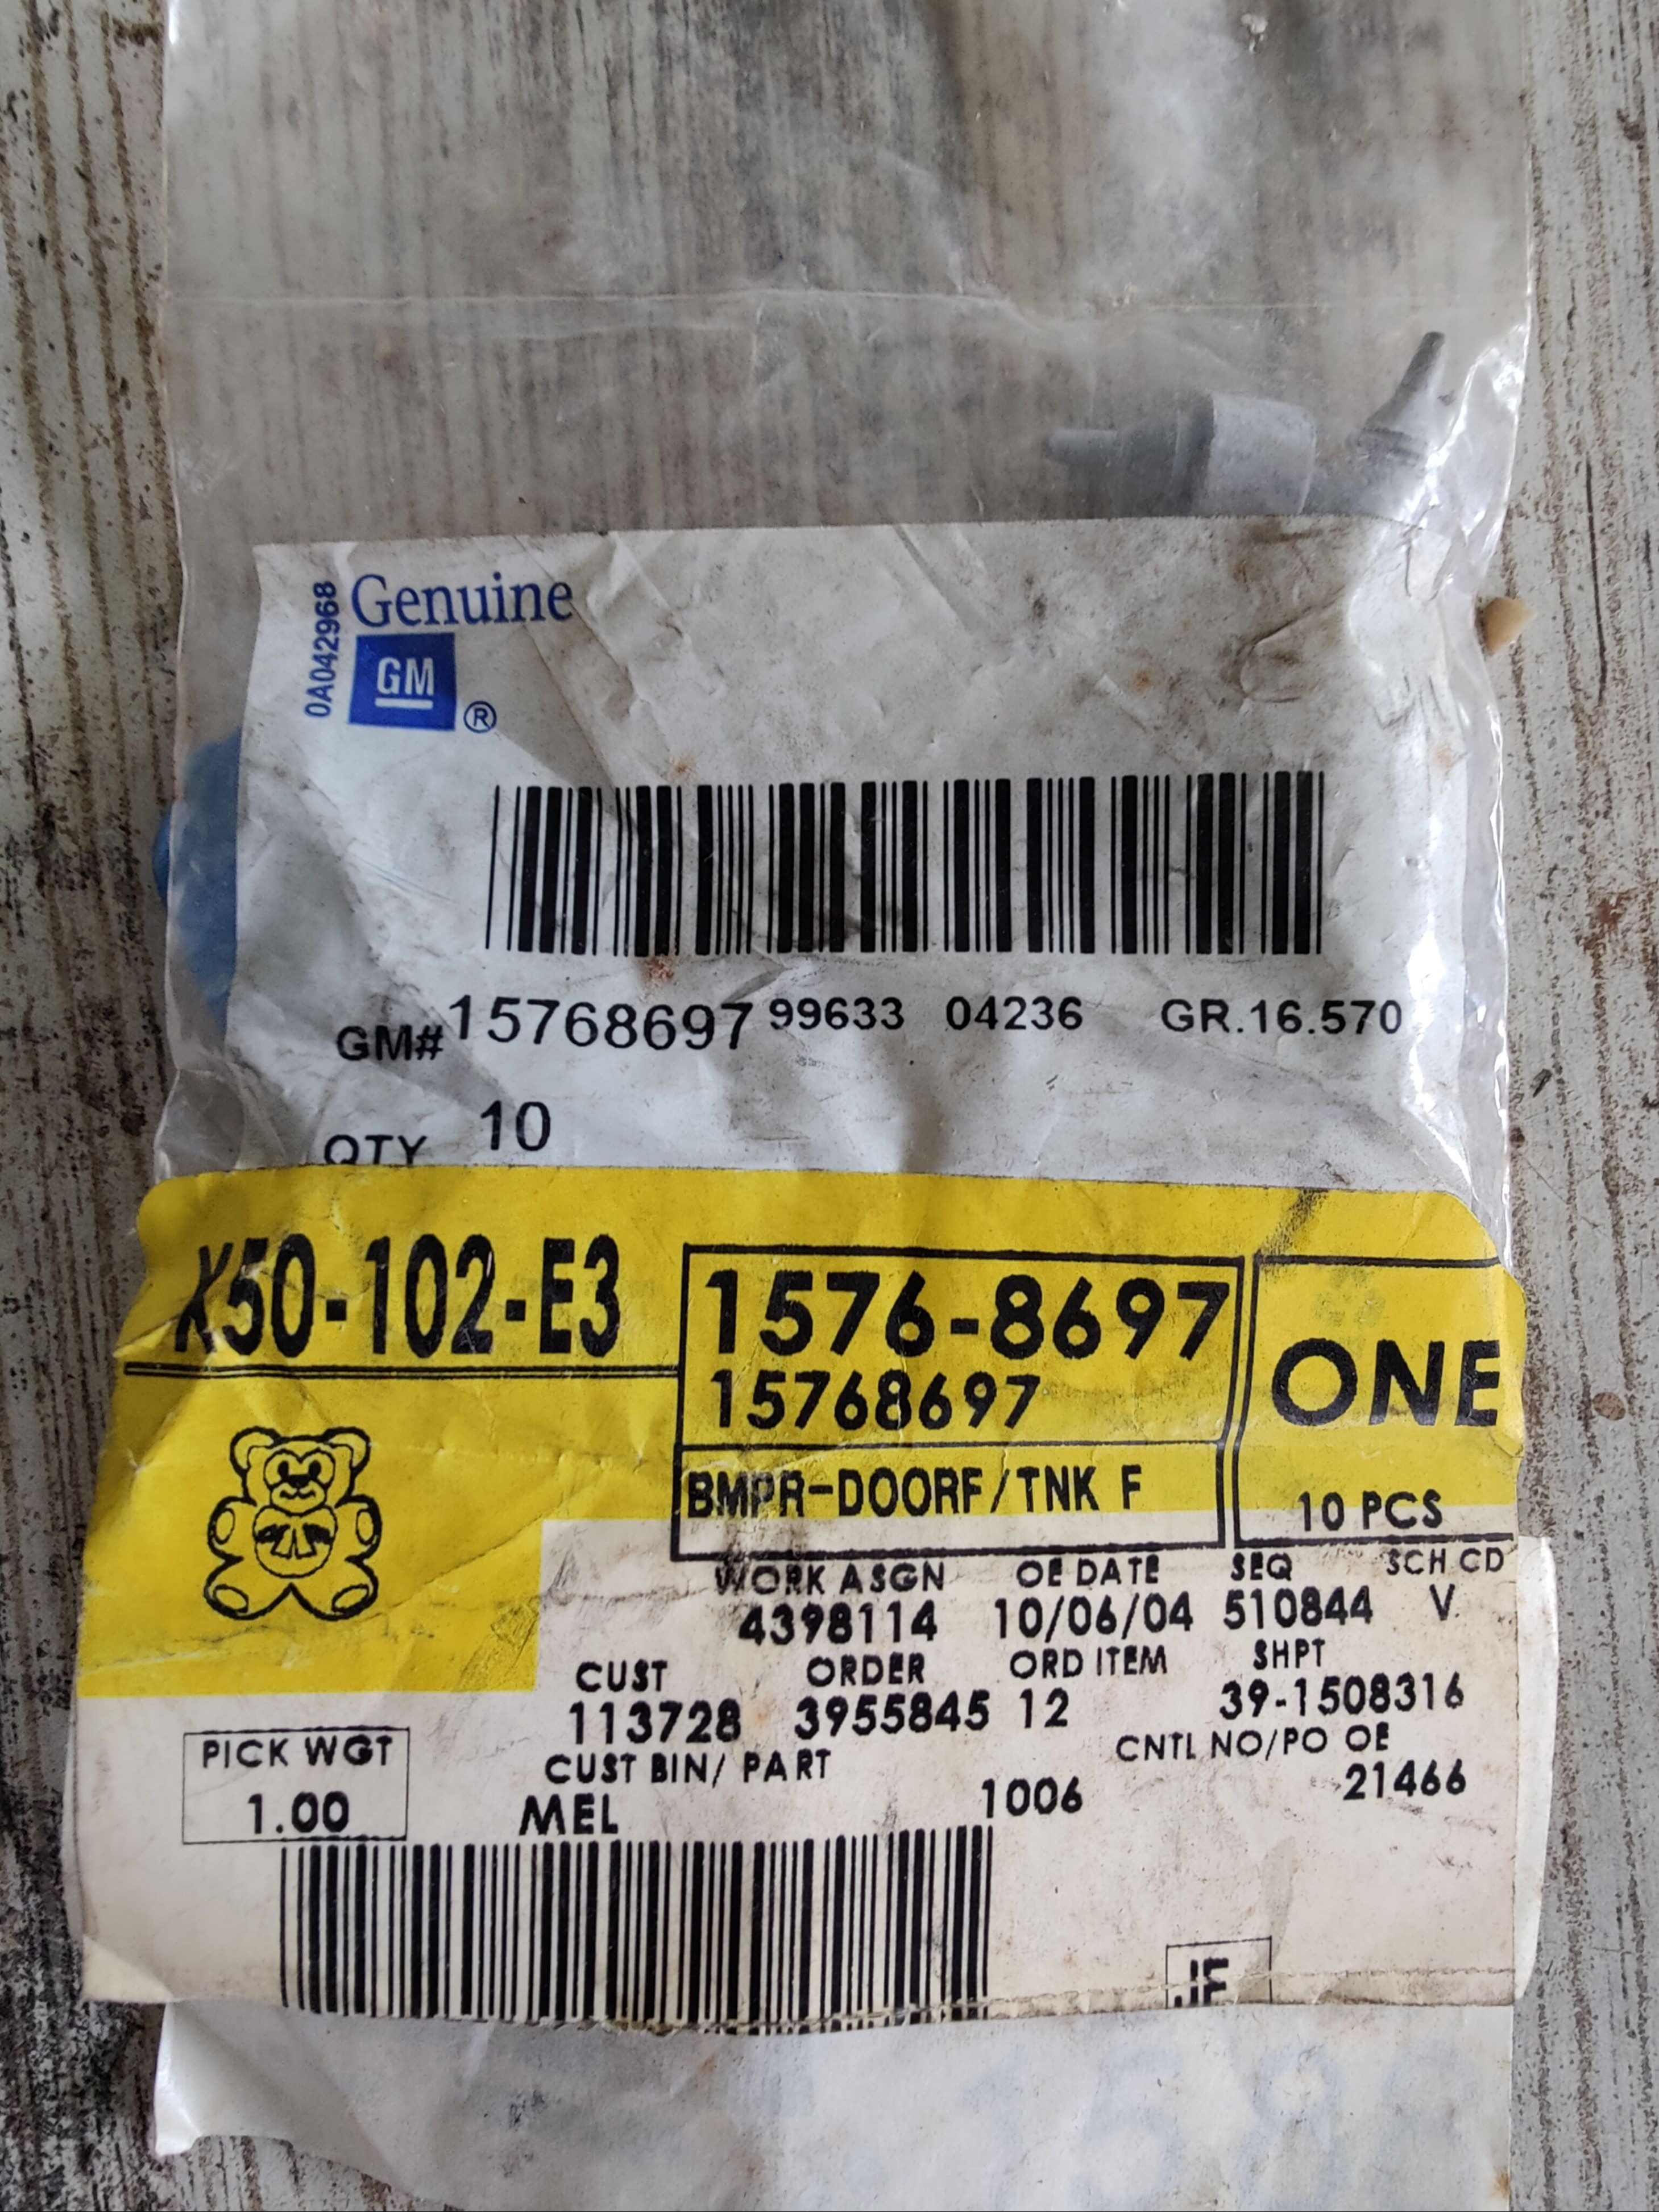 0A042968
Genuine
GM ®
GM# 15768697 99633 04236 GR.16.570
QTY 10
X50-102-E3
1576-8697
15768697
BMPR-DOORF/TNK F
ONE
10 PCS
WORK ASGN OE DATE SEQ SCH CD
4398114 10/06/04 510844 V
CUST ORDER ORD ITEM SHPT
113728 3955845 12 39-1508316
PICK WGT CUST BIN/ PART CNTL NO/PO OE
1.00 MEL 1006 21466